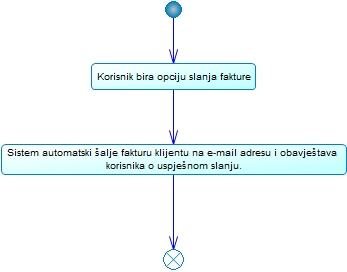 Korisnik bira opciju slanja fakture
Sistem automatski šalje fakturu klijentu na e-mail adresu i obavještava
korisnika o uspješnom slanju.